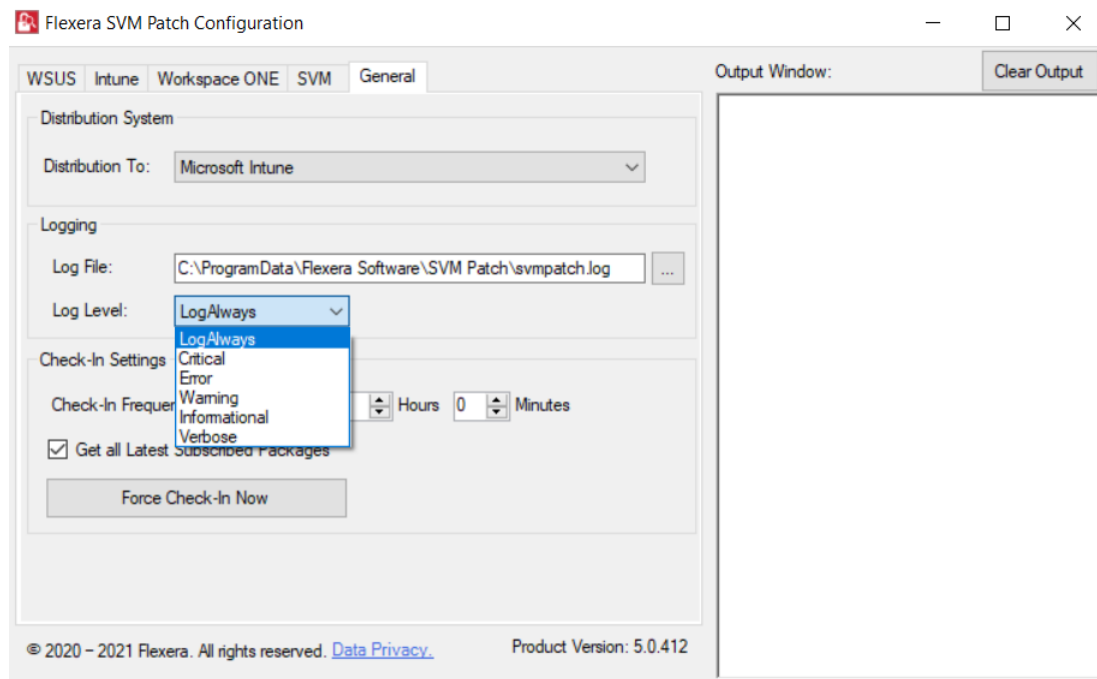 Flexera SVM Patch Configuration
WSUS Intune Workspace ONE SVM General
Output Window: Clear Output
Distribution System
Distribution To: Microsoft Intune
Logging
Log File: C:\ProgramData\Flexera Software\SVM Patch\svmpatch.log ...
Log Level: LogAlways
LogAlways
Critical
Error
Warning
Informational
Verbose
Check-In Settings
Check-In Frequen Hours 0 Minutes
Get all Latest Subscribed Packages
Force Check-In Now
© 2020 – 2021 Flexera. All rights reserved. Data Privacy. Product Version: 5.0.412